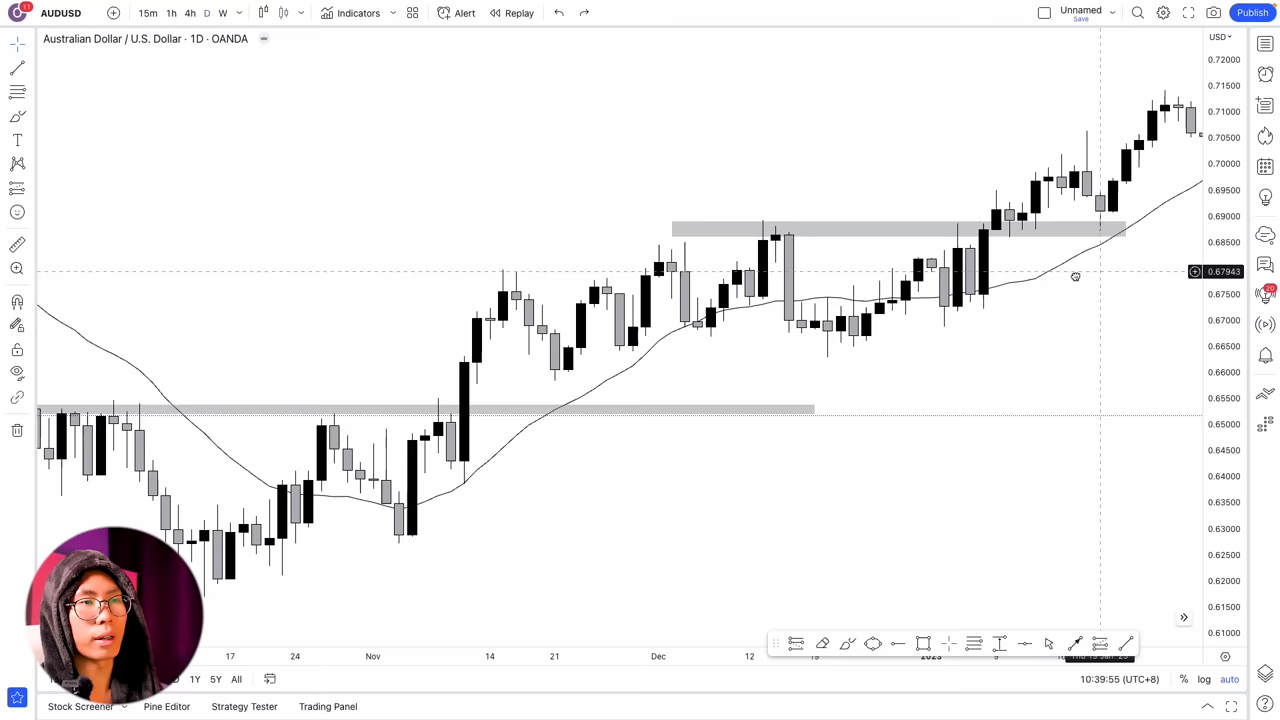 11
AUDUSD
15m 1h 4h D W
Indicators
Alert
Replay
Unnamed
Save
Publish
Australian Dollar / U.S. Dollar · 1D · OANDA
USD
0.72000
0.71500
0.71000
0.70500
0.70000
0.69500
0.69000
0.68500
0.67943
0.67500
0.67000
0.66500
0.66000
0.65500
0.65000
0.64500
0.64000
0.63500
0.63000
0.62500
0.62000
0.61500
0.61000
20
17 24 Nov 14 21 Dec 12 19 2023 9
1Y 5Y All
10:39:55 (UTC+8) % log auto
Stock Screener Pine Editor Strategy Tester Trading Panel